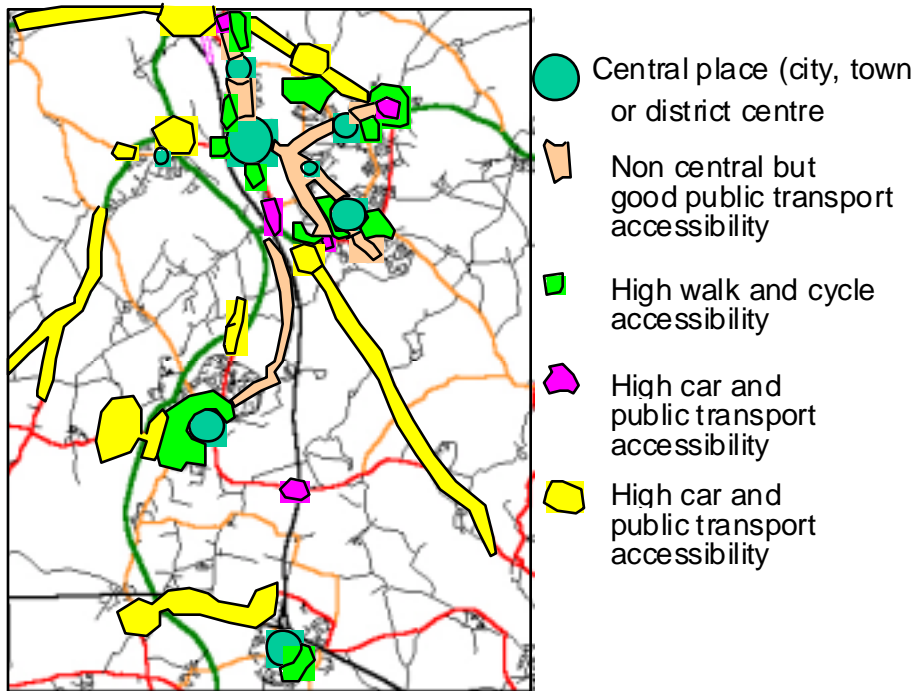 Central place (city, town
or district centre
Non central but
good public transport
accessibility
High walk and cycle
accessibility
High car and
public transport
accessibility
High car and
public transport
accessibility